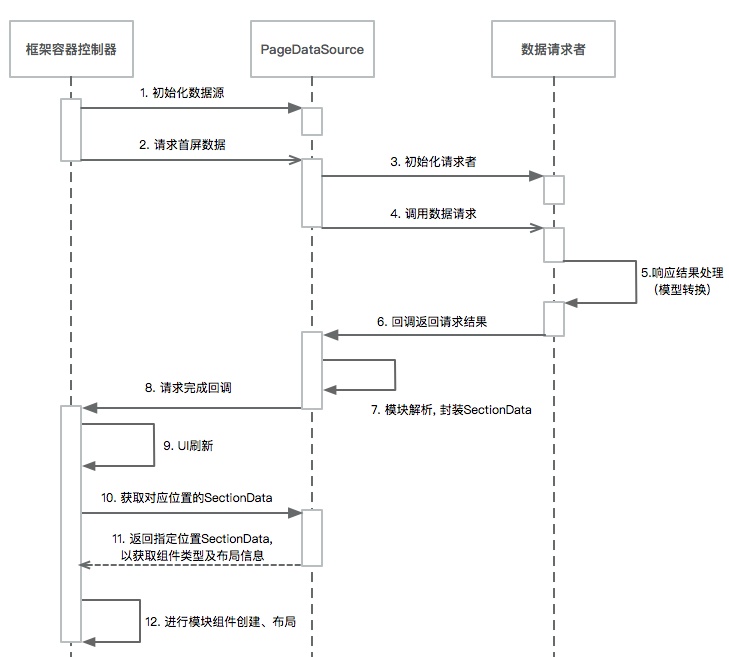 框架容器控制器
PageDataSource
数据请求者
1. 初始化数据源
2. 请求首屏数据
3. 初始化请求者
4. 调用数据请求
5.响应结果处理
（模型转换）
6. 回调返回请求结果
8. 请求完成回调
7. 模块解析, 封装SectionData
9. UI刷新
10. 获取对应位置的SectionData
11. 返回指定位置SectionData,
以获取组件类型及布局信息
12. 进行模块组件创建、布局